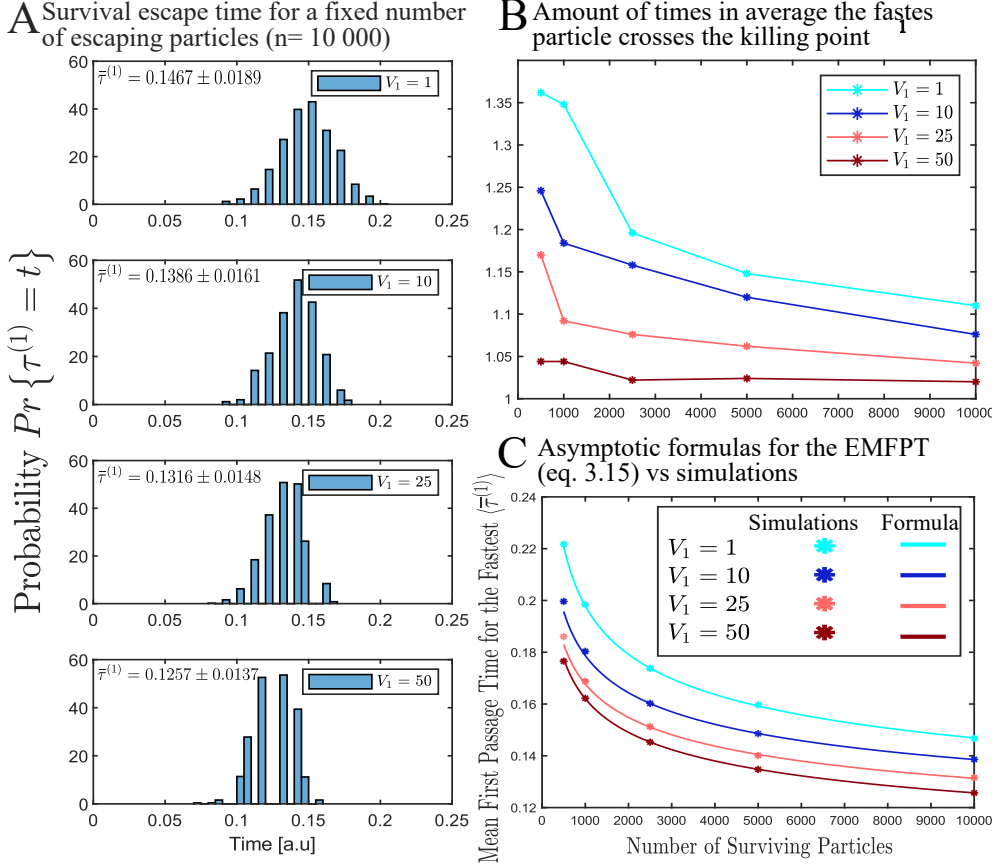 A Survival escape time for a fixed number
of escaping particles (n= 10 000)
Probability Pr{τ^(1) = t}
τ̄^(1) = 0.1467 ± 0.0189
V₁ = 1
60
40
20
0
0 0.05 0.1 0.15 0.2 0.25
τ̄^(1) = 0.1386 ± 0.0161
V₁ = 10
60
40
20
0
0 0.05 0.1 0.15 0.2 0.25
τ̄^(1) = 0.1316 ± 0.0148
V₁ = 25
60
40
20
0
0 0.05 0.1 0.15 0.2 0.25
τ̄^(1) = 0.1257 ± 0.0137
V₁ = 50
60
40
20
0
0 0.05 0.1 0.15 0.2 0.25
Time [a.u]
B Amount of times in average the fastes
particle crosses the killing point 1
V₁ = 1
V₁ = 10
V₁ = 25
V₁ = 50
1.35
1.3
1.25
1.2
1.15
1.1
1.05
1
0 1000 2000 3000 4000 5000 6000 7000 8000 9000 10000
C Asymptotic formulas for the EMFPT
(eq. 3.15) vs simulations
Mean First Passage Time for the Fastest ⟨τ̄^(1)⟩
Simulations Formula
V₁ = 1
V₁ = 10
V₁ = 25
V₁ = 50
0.24
0.22
0.2
0.18
0.16
0.14
0.12
0 1000 2000 3000 4000 5000 6000 7000 8000 9000 10000
Number of Surviving Particles